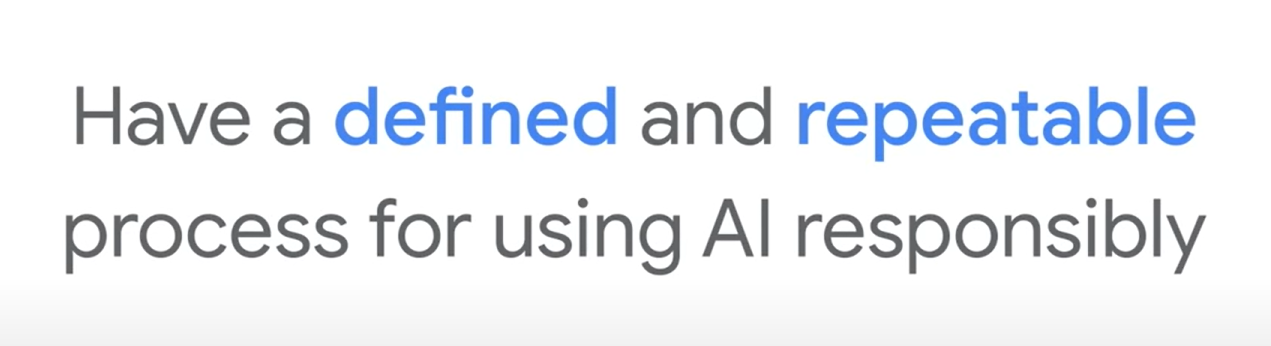 Have a defined and repeatable
process for using AI responsibly